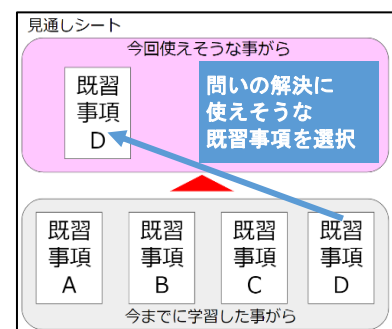 見通しシート
今回使えそうな事がら
既習
事項
D
問いの解決に
使えそうな
既習事項を選択
既習
事項
A
既習
事項
B
既習
事項
C
既習
事項
D
今までに学習した事がら